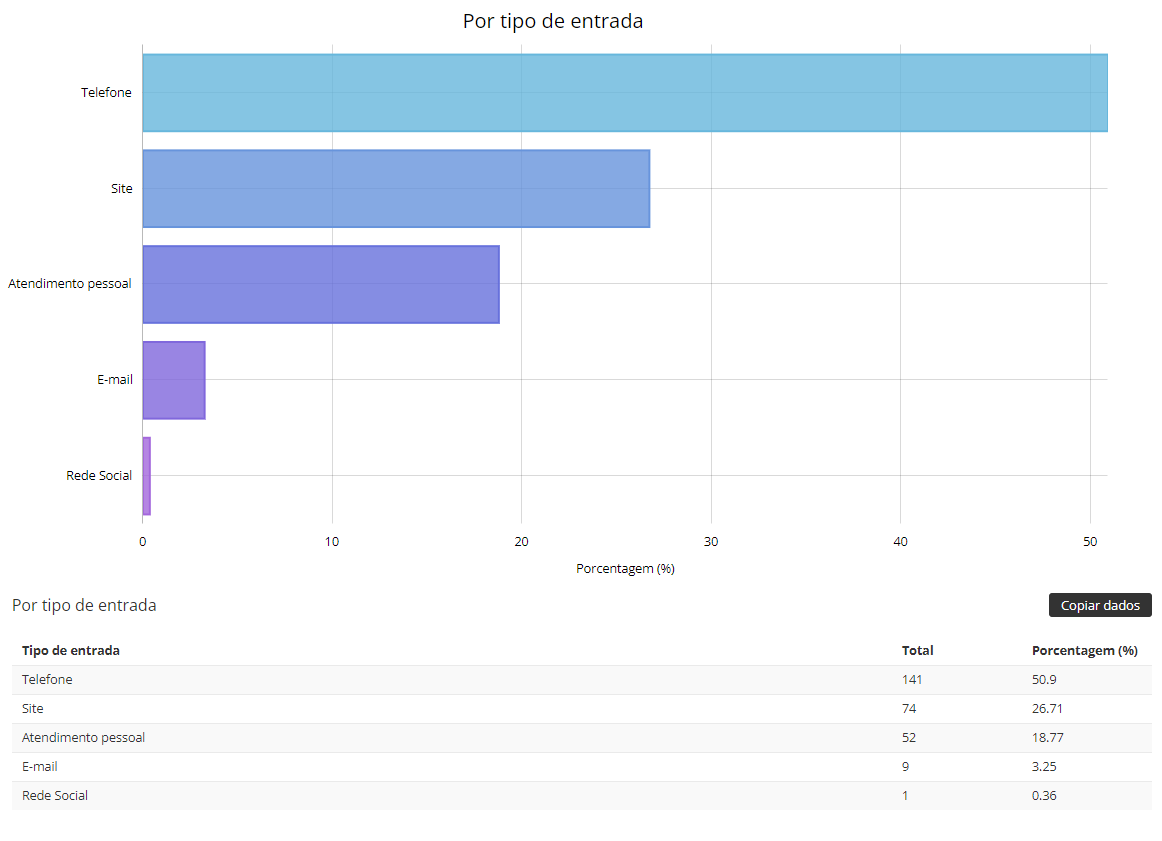 Por tipo de entrada
Telefone
Site
Atendimento pessoal
E-mail
Rede Social
0 10 20 30 40 50
Porcentagem (%)
Por tipo de entrada
Copiar dados
Tipo de entrada Total Porcentagem (%)
Telefone 141 50.9
Site 74 26.71
Atendimento pessoal 52 18.77
E-mail 9 3.25
Rede Social 1 0.36